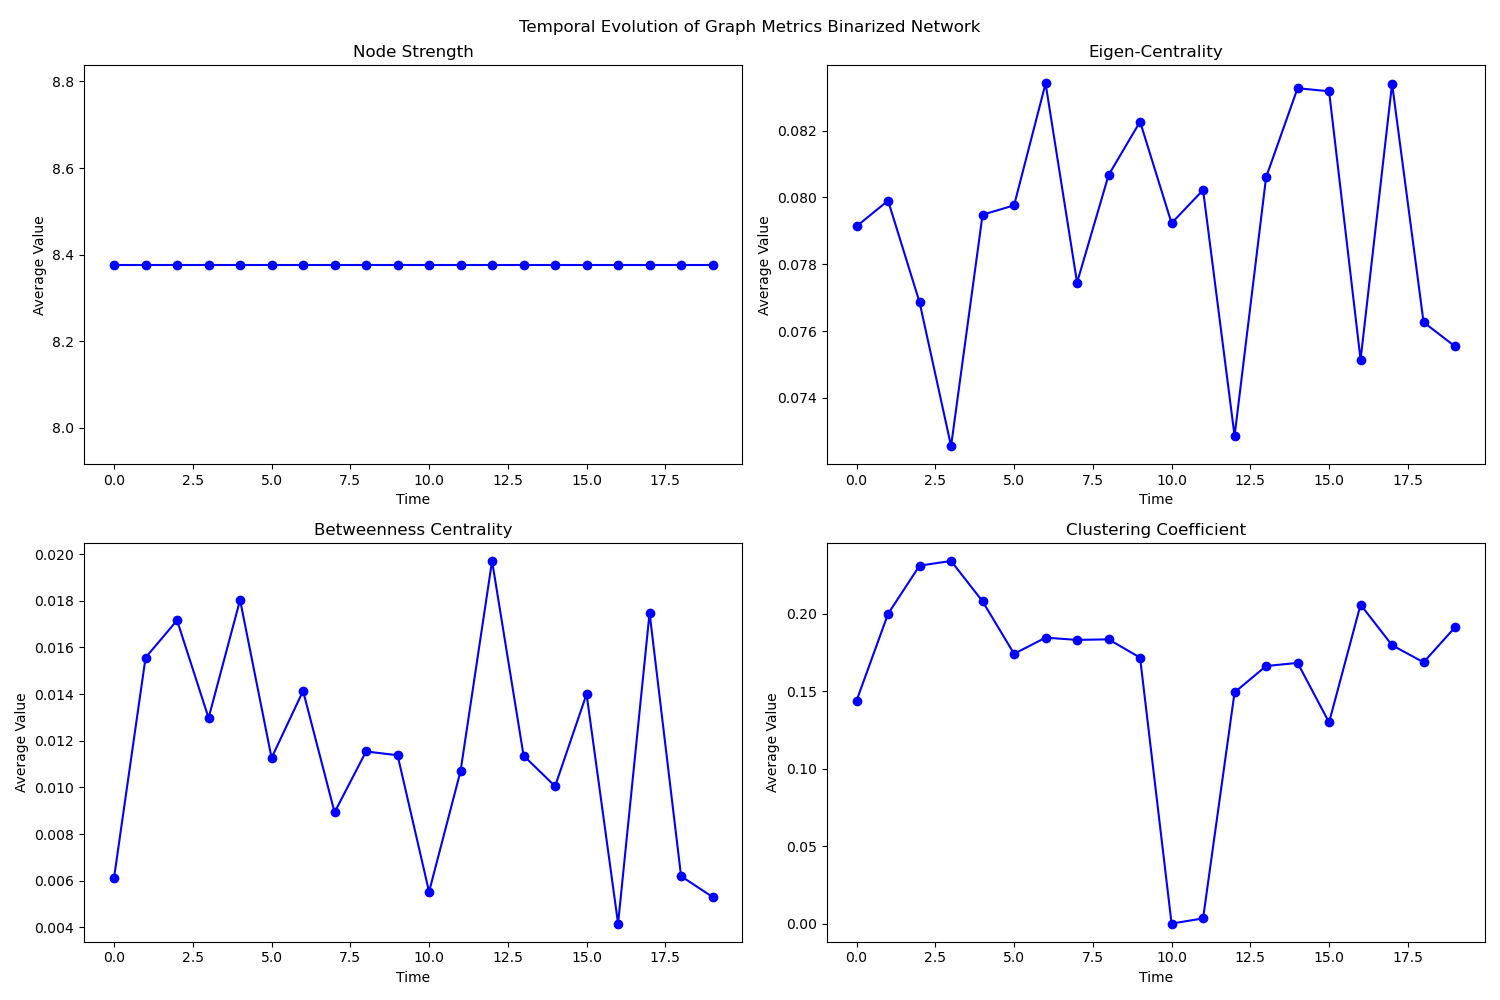 Temporal Evolution of Graph Metrics Binarized Network
Node Strength
8.8
8.6
8.4
8.2
8.0
Average Value
0.0 2.5 5.0 7.5 10.0 12.5 15.0 17.5
Time
Eigen-Centrality
0.082
0.080
0.078
0.076
0.074
Average Value
0.0 2.5 5.0 7.5 10.0 12.5 15.0 17.5
Time
Betweenness Centrality
0.020
0.018
0.016
0.014
0.012
0.010
0.008
0.006
0.004
Average Value
0.0 2.5 5.0 7.5 10.0 12.5 15.0 17.5
Time
Clustering Coefficient
0.20
0.15
0.10
0.05
0.00
Average Value
0.0 2.5 5.0 7.5 10.0 12.5 15.0 17.5
Time